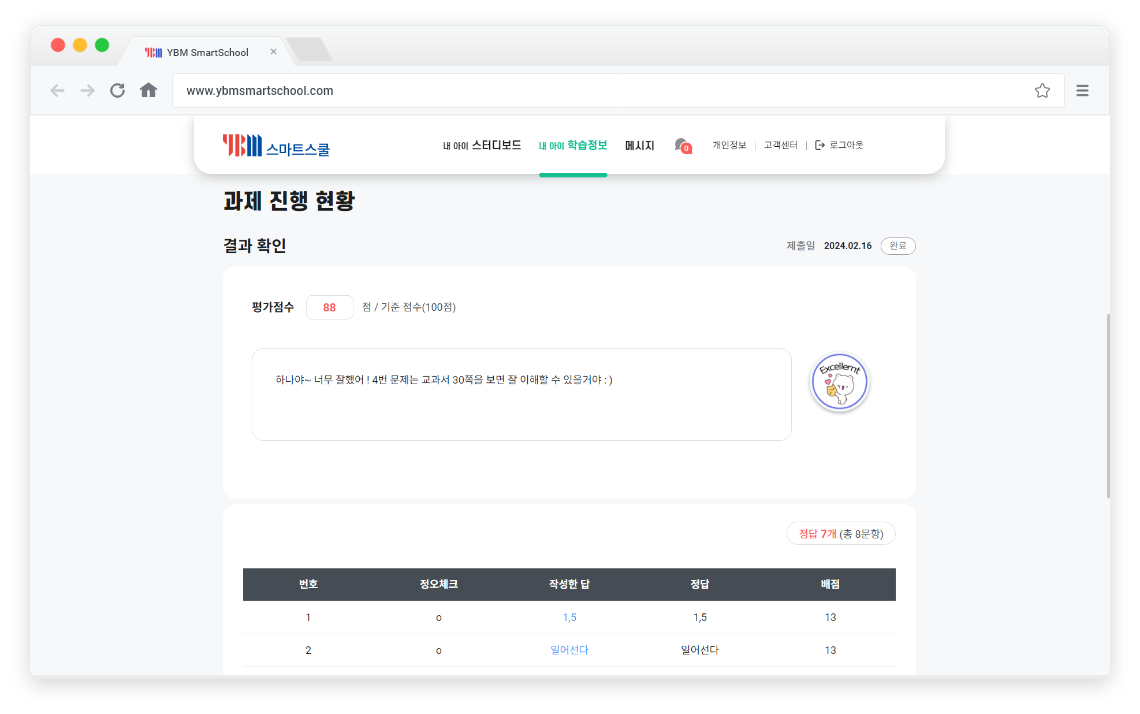 YBM YBM SmartSchool
www.ybmsmartschool.com
YBM 스마트스쿨 내 아이 스터디보드 내 아이 학습정보 메시지 0 개인정보 | 고객센터 | 로그아웃
과제 진행 현황
결과 확인 제출일 2024.02.16 완료
평가점수 88 점 / 기준 점수(100점)
하나야~ 너무 잘했어 ! 4번 문제는 교과서 30쪽을 보면 잘 이해할 수 있을거야 : )
Excellent
정답 7개 (총 8문항)
번호 정오체크 작성한 답 정답 배점
1 o 1,5 1,5 13
2 o 일어선다 일어선다 13